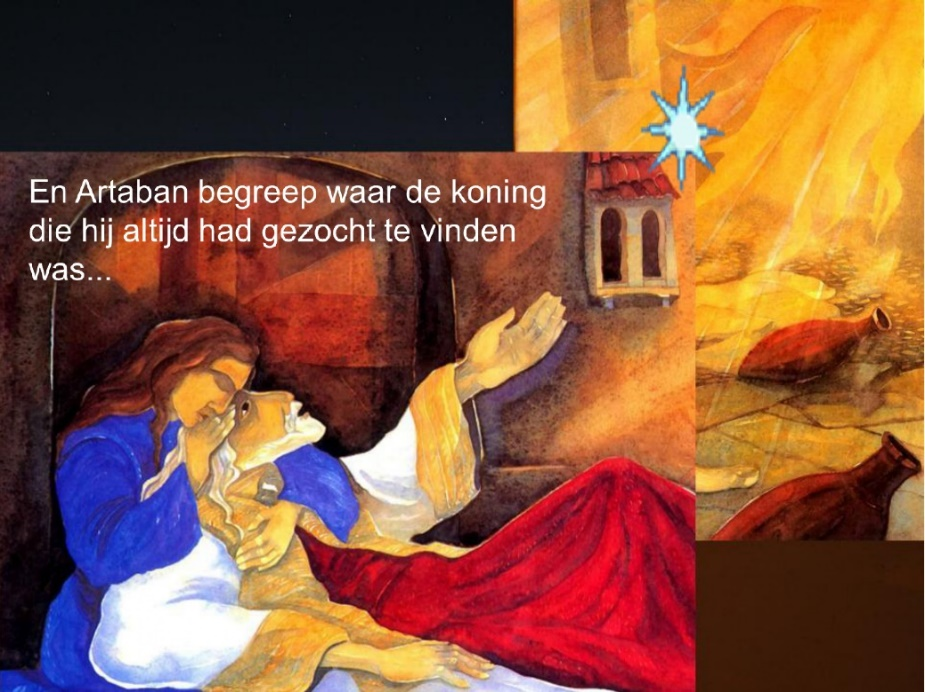 En Artaban begreep waar de koning
die hij altijd had gezocht te vinden
was...